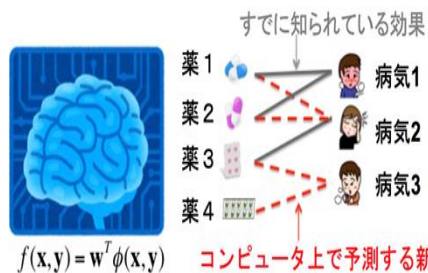 すでに知られている効果
薬1
病気1
薬2
病気2
薬3
病気3
薬4
f(x,y)=w^T φ(x,y)
コンピュータ上で予測する新